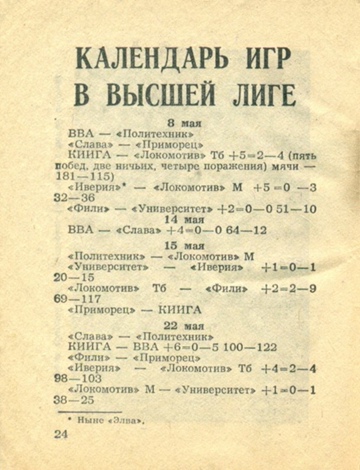 КАЛЕНДАРЬ ИГР
В ВЫСШЕЙ ЛИГЕ
8 мая
ВВА — «Политехник»
«Слава» — «Приморец»
КИИГА — «Локомотив» Тб +5=2—4 (пять
побед, две ничьих, четыре поражения) мячи —
181—115)
«Иверия»* — «Локомотив» М +5=0 —3
32—36
«Фили» — «Университет» +2=0—0 51—10
14 мая
ВВА — «Слава» +4=0—0 64—12
15 мая
«Политехник» — «Локомотив» М
«Университет» — «Иверия» +1=0—1
20—15
«Локомотив» Тб — «Фили» +2=2—9
69—117
«Приморец» — КИИГА
22 мая
«Слава» — «Политехник»
КИИГА — ВВА +6=0—5 100—122
«Фили» — «Приморец»
«Иверия» — «Локомотив» Тб +4=2—4
98—103
«Локомотив» М — «Университет» +1=0—1
38—25
* Ныне «Элва».
24